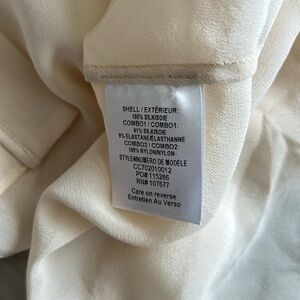 SHELL / EXTÉRIEUR:
100% SILK/SOIE
COMBO1 / COMBO1:
91% SILK/SOIE
9% ELASTANE/ÉLASTHANNE
COMBO2 / COMBO2:
100% NYLON/NYLON
STYLE#/NUMÉRO DE MODÈLE
CC702010012
PO# 115286
RN# 107677
Care on reverse
Entretien Au Verso